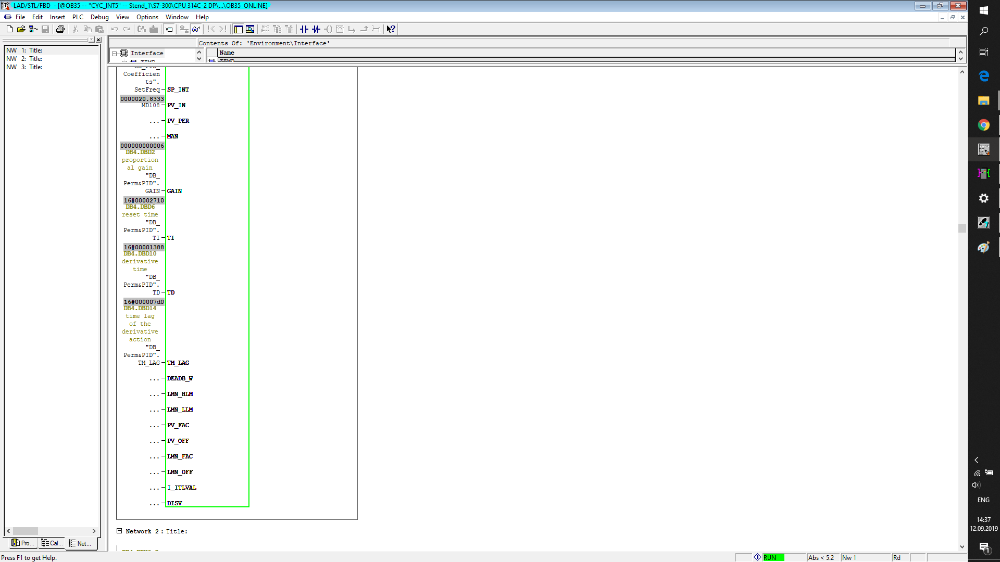 LAD/STL/FBD - [@OB35 -- "CYC_INT5" -- Stend_1\S7-300\CPU 314C-2 DP\...\OB35 ONLINE]
File Edit Insert PLC Debug View Options Window Help
Contents Of: 'Environment\Interface'
Interface
Name
TEMP
TEMP
NW 1: Title:
NW 2: Title:
NW 3: Title:
Coefficien
ts".
SetFreq SP_INT
0000020.8333
MD108 PV_IN
... PV_PER
... MAN
000000000006
DB4.DBD2
proportion
al gain
"DB_
Perm&PID".
GAIN GAIN
16#00002710
DB4.DBD6
reset time
"DB_
Perm&PID".
TI TI
16#00001388
DB4.DBD10
derivative
time
"DB_
Perm&PID".
TD TD
16#000007d0
DB4.DBD14
time lag
of the
derivative
action
"DB_
Perm&PID".
TM_LAG TM_LAG
... DEADB_W
... LMN_HLM
... LMN_LLM
... PV_FAC
... PV_OFF
... LMN_FAC
... LMN_OFF
... I_ITLVAL
... DISV
Network 2 : Title:
Pro... Cal... Net...
Press F1 to get Help.
RUN Abs < 5.2 Nw 1 Rd
ENG
14:37
12.09.2019
1